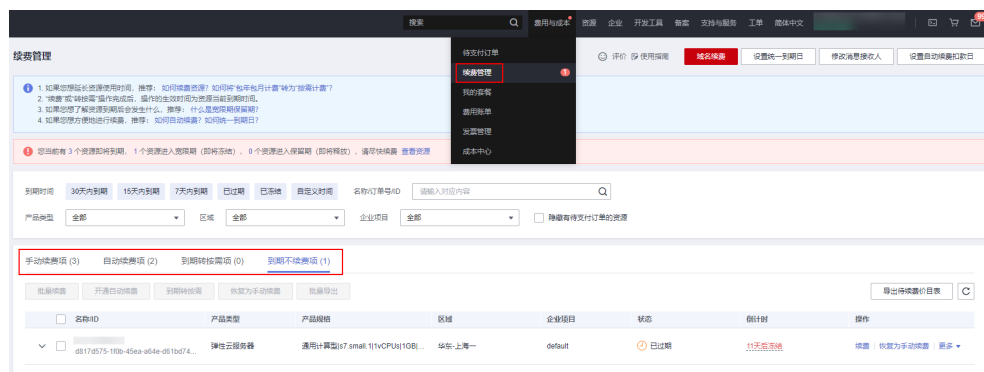 搜索 费用与成本 资源 企业 开发工具 备案 支持与服务 工单 简体中文
续费管理
评价 使用指南 域名续费 设置统一到期日 修改消息接收人 设置自动续费扣款日
待支付订单
续费管理 1
我的套餐
费用账单
发票管理
成本中心
1. 如果您想延长资源使用时间，推荐： 如何续费资源? 如何将“包年包月计费”转为“按需计费”?
2. “续费”或“转按需”操作完成后，操作的生效时间为资源当前到期时间。
3. 如果您想了解资源到期后会发生什么，推荐： 什么是宽限期保留期?
4. 如果您想方便地进行续费，推荐： 如何自动续费? 如何统一到期日?
您当前有 3 个资源即将到期， 1 个资源进入宽限期（即将冻结）， 0 个资源进入保留期（即将释放），请尽快续费 查看资源
到期时间 30天内到期 15天内到期 7天内到期 已过期 已冻结 自定义时间 名称/订单号/ID 请输入对应内容
产品类型 全部 区域 全部 企业项目 全部 隐藏有待支付订单的资源
手动续费项 (3) 自动续费项 (2) 到期转按需项 (0) 到期不续费项 (1)
批量续费 开通自动续费 到期转按需 恢复为手动续费 批量导出 导出待续费价目表
名称/ID 产品类型 产品规格 区域 企业项目 状态 倒计时 操作
d817d575-1f0b-45ea-a64e-d61bd74... 弹性云服务器 通用计算型|s7.small.1|1vCPUs|1GB|... 华东-上海一 default 已过期 11天后冻结 续费 恢复为手动续费 更多